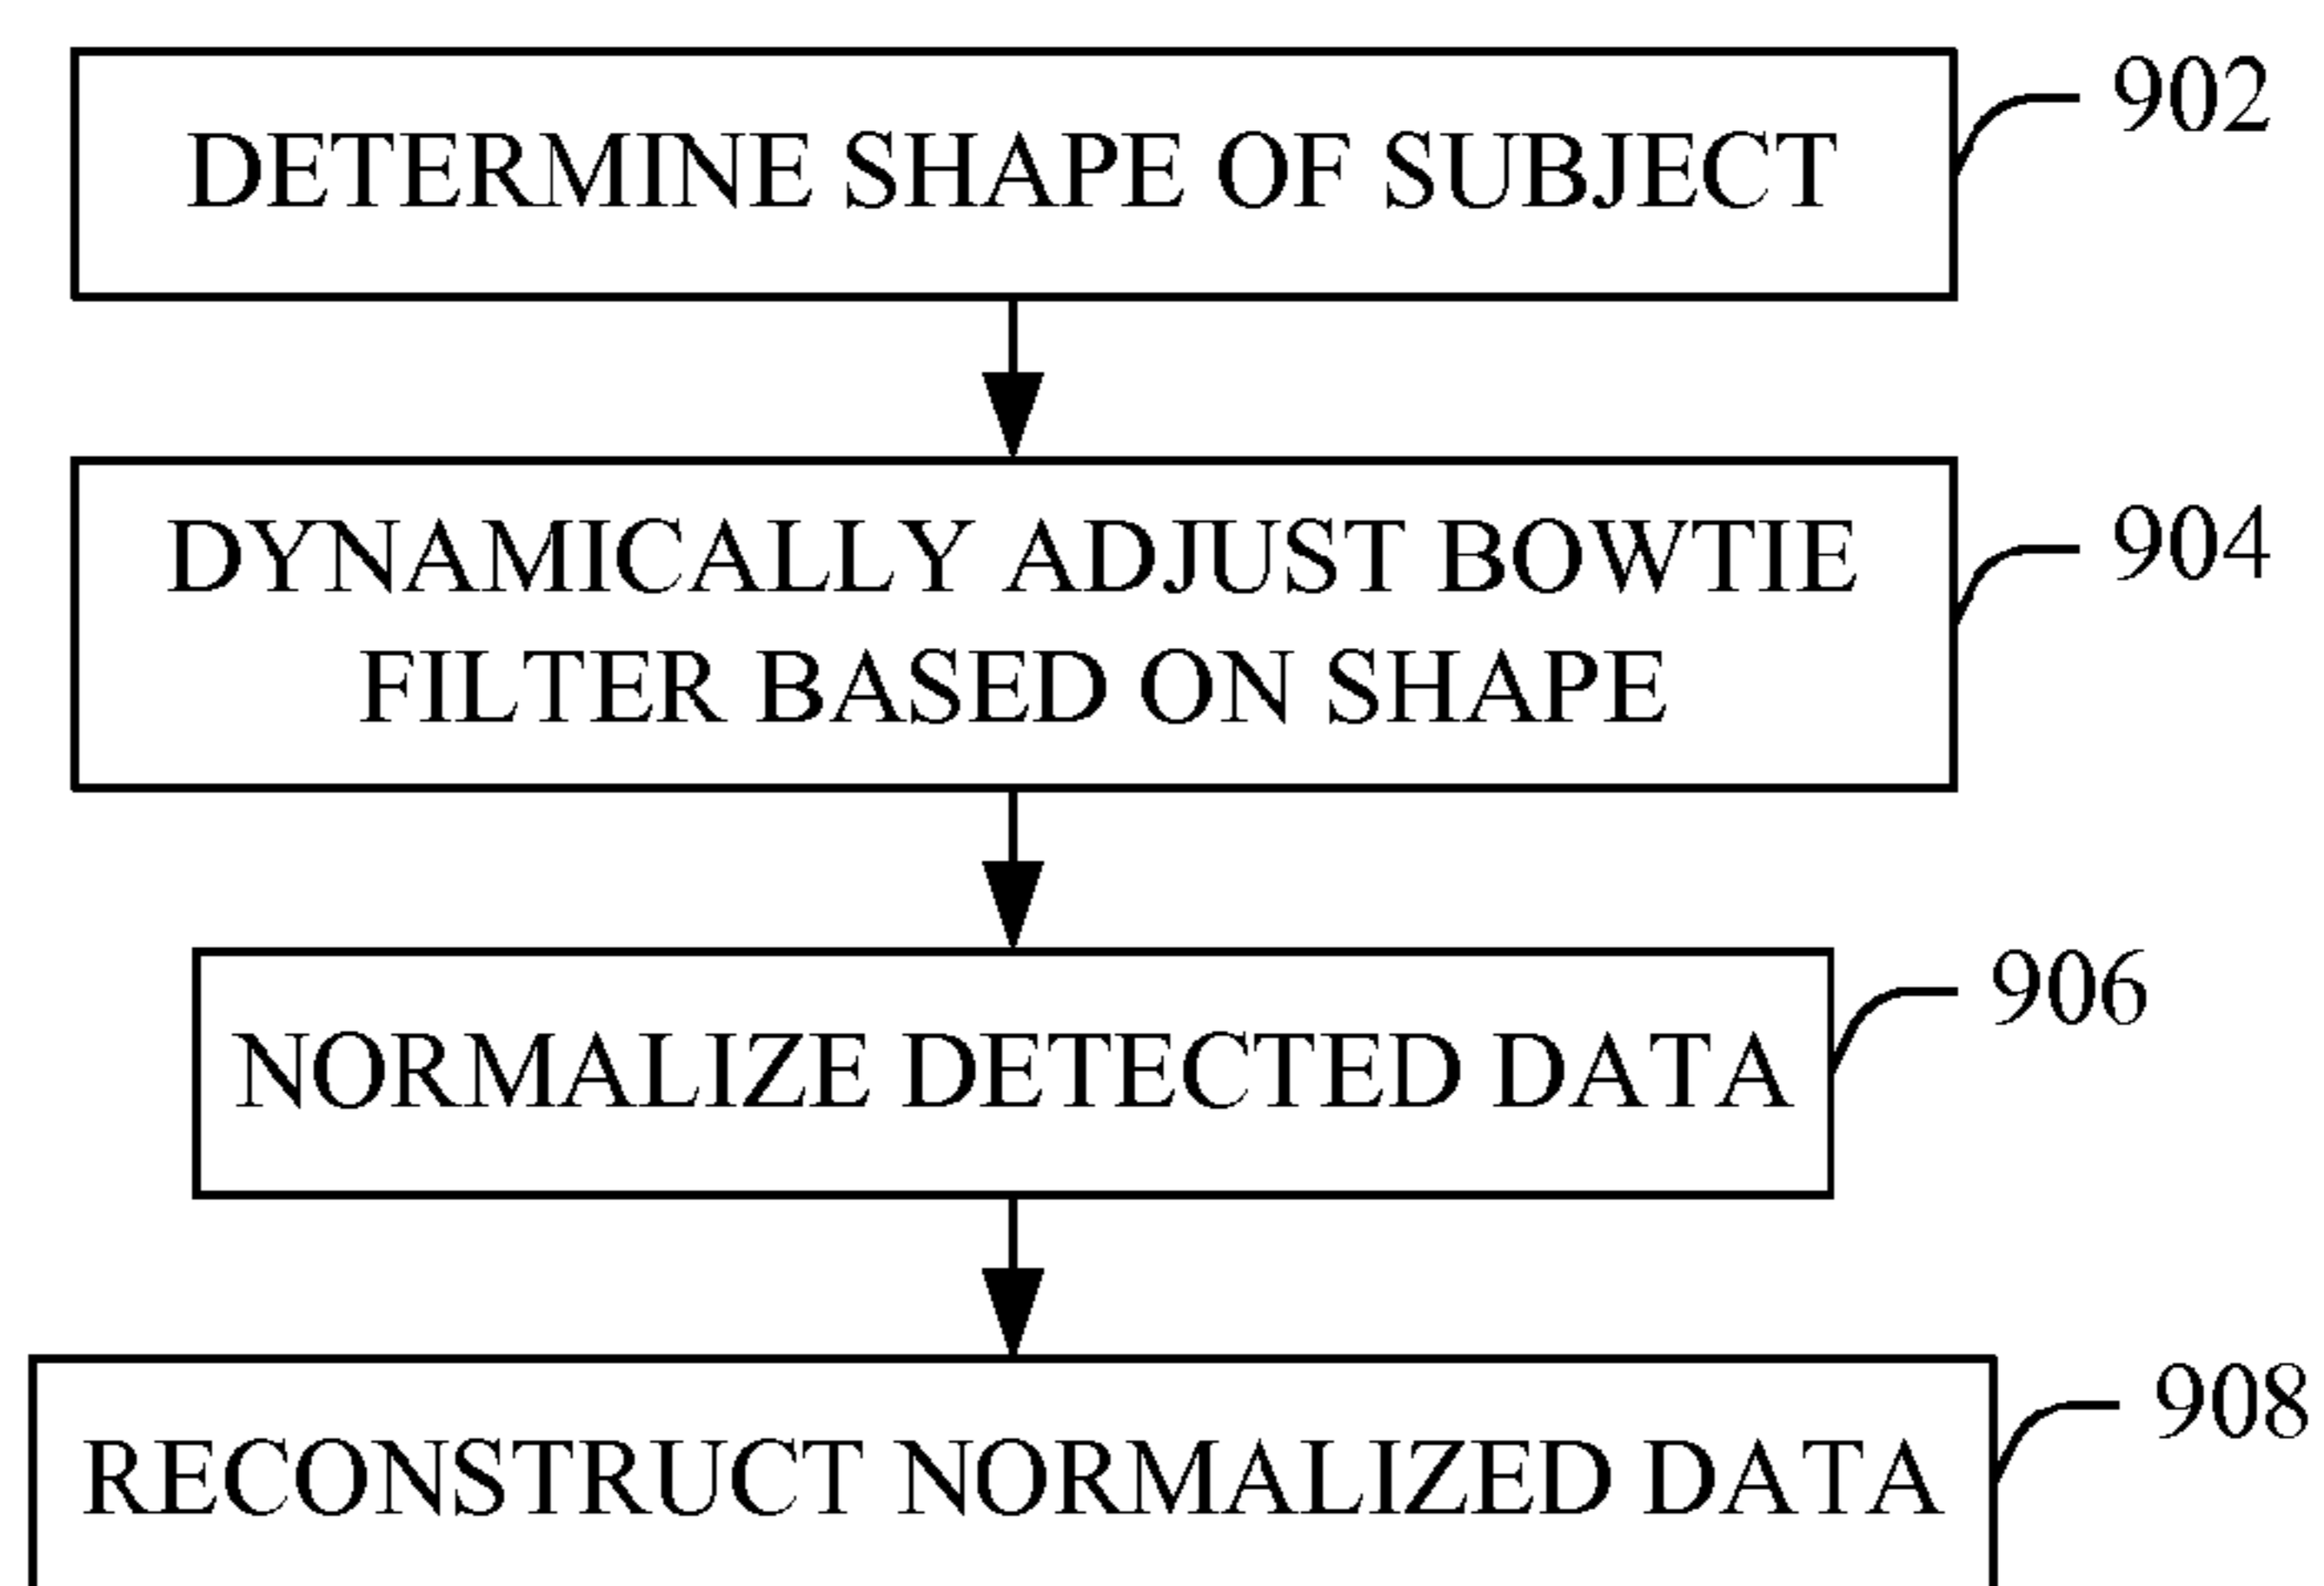 DETERMINE SHAPE OF SUBJECT
902
DYNAMICALLY ADJUST BOWTIE
FILTER BASED ON SHAPE
904
NORMALIZE DETECTED DATA
906
RECONSTRUCT NORMALIZED DATA
908